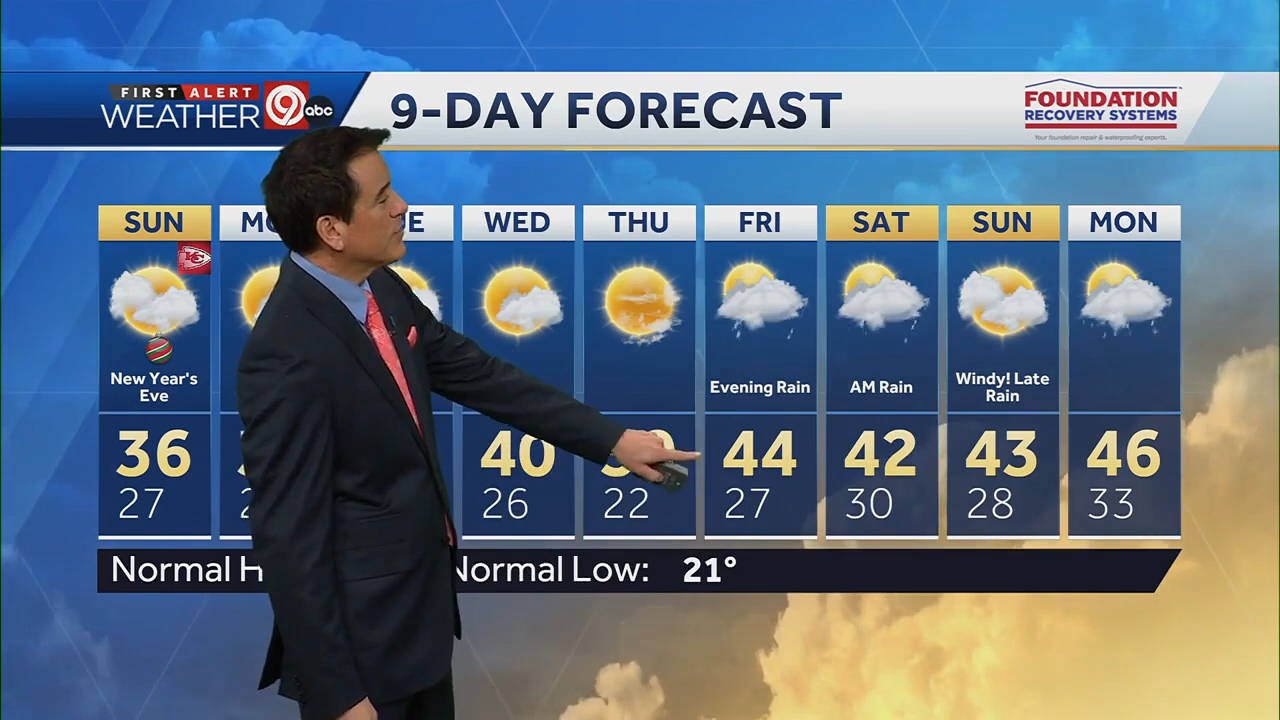 FIRST ALERT
WEATHER 9 abc
9-DAY FORECAST
FOUNDATION
RECOVERY SYSTEMS
Your foundation repair & waterproofing experts.
SUN
WED
THU
FRI
SAT
SUN
MON
KC
New Year's
Eve
Evening Rain
AM Rain
Windy! Late
Rain
36
40
44
42
43
46
27
26
22
27
30
28
33
Normal
Normal Low: 21°